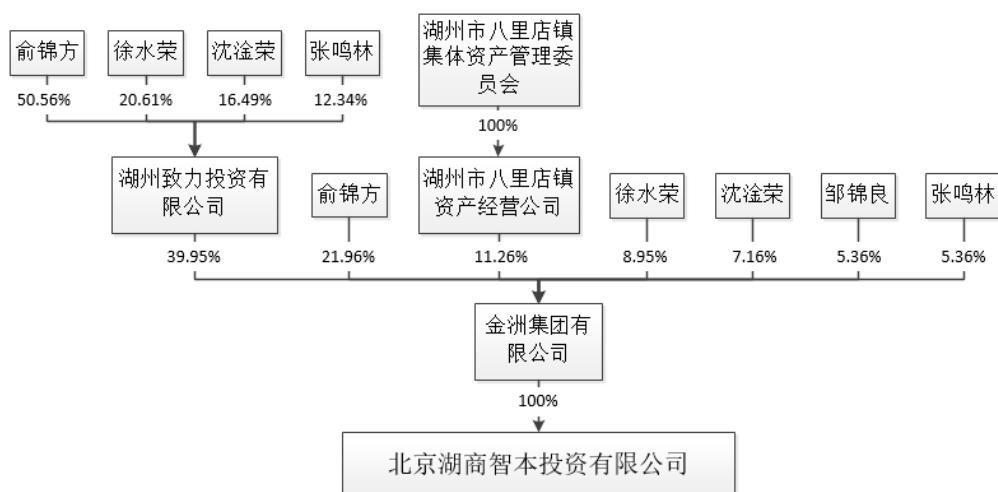 俞锦方
徐水荣
沈淦荣
张鸣林
湖州市八里店镇
集体资产管理委
员会
50.56%
20.61%
16.49%
12.34%
100%
湖州致力投资有
限公司
俞锦方
湖州市八里店镇
资产经营公司
徐水荣
沈淦荣
邹锦良
张鸣林
39.95%
21.96%
11.26%
8.95%
7.16%
5.36%
5.36%
金洲集团有
限公司
100%
北京湖商智本投资有限公司